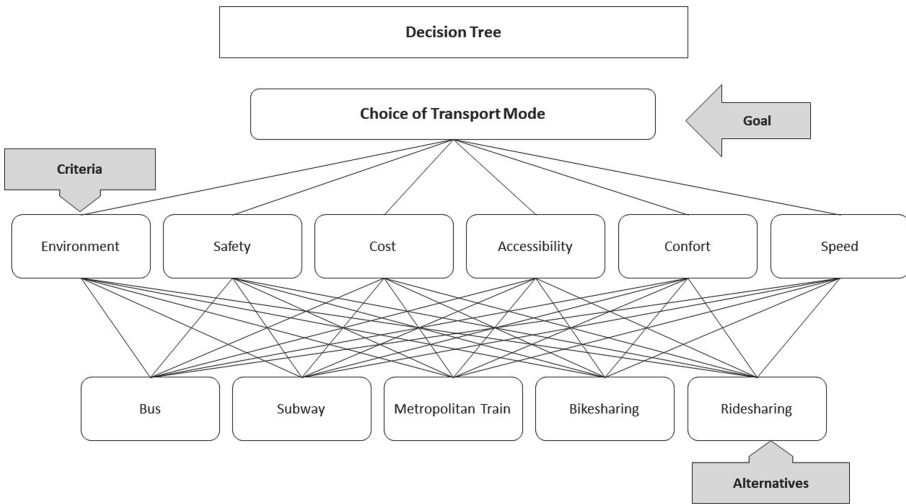 Decision Tree
Choice of Transport Mode
Goal
Criteria
Environment
Safety
Cost
Accessibility
Confort
Speed
Bus
Subway
Metropolitan Train
Bikesharing
Ridesharing
Alternatives